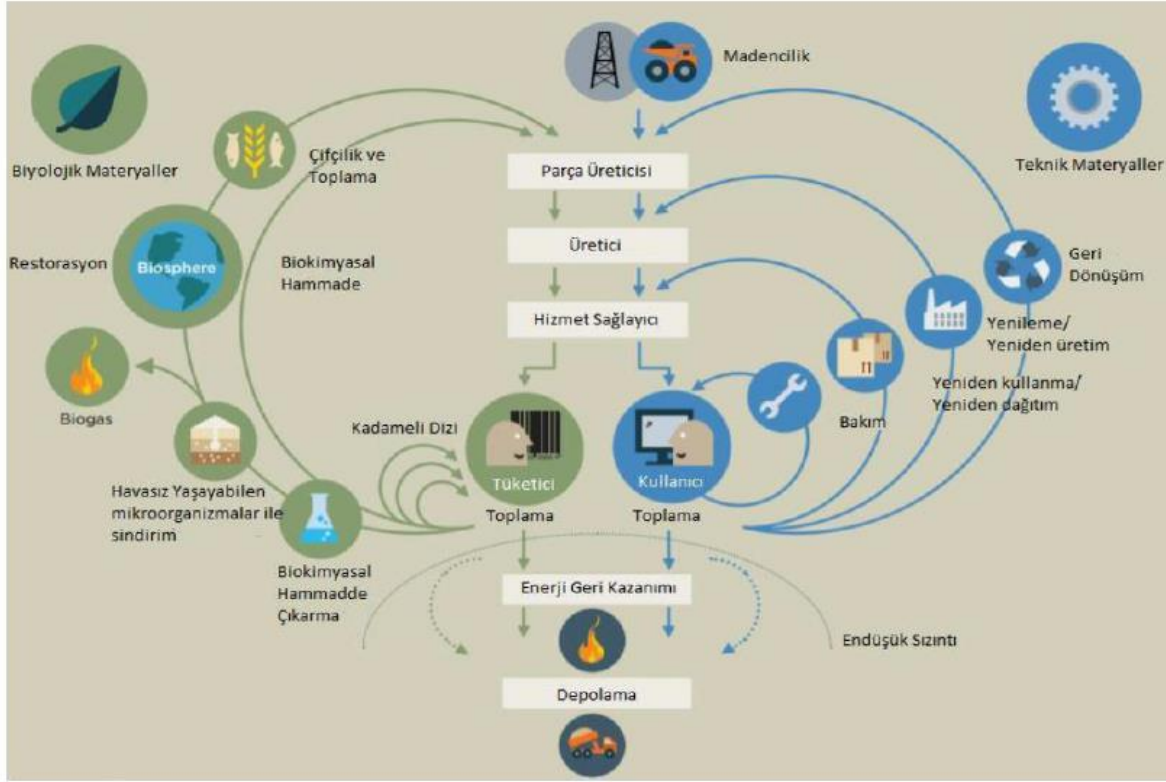 Madencilik
Biyolojik Materyaller
Teknik Materyaller
Çifçilik ve
Toplama
Parça Üreticisi
Üretici
Restorasyon
Biosphere
Biokimyasal
Hammade
Geri
Dönüşüm
Hizmet Sağlayıcı
Yenileme/
Yeniden üretim
Yeniden kullanma/
Yeniden dağıtım
Bakım
Biogas
Kadameli Dizi
Tüketici
Kullanıcı
Toplama
Toplama
Havasız Yaşayabilen
mikroorganizmalar ile
sindirim
Biokimyasal
Hammadde
Çıkarma
Enerji Geri Kazanımı
Endüşük Sızıntı
Depolama